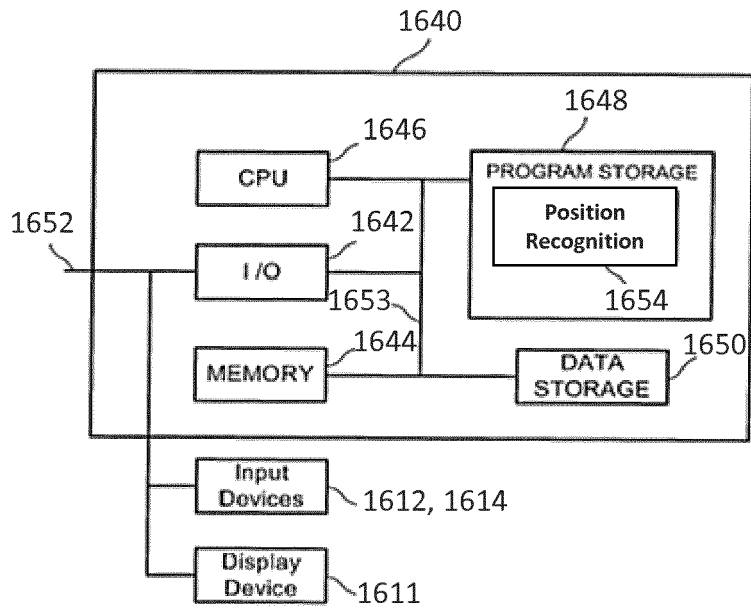 1640
1646
1648
CPU
PROGRAM STORAGE
Position
Recognition
1652
1642
I /O
1654
1653
1644
1650
MEMORY
DATA
STORAGE
Input
Devices
1612, 1614
Display
Device
1611